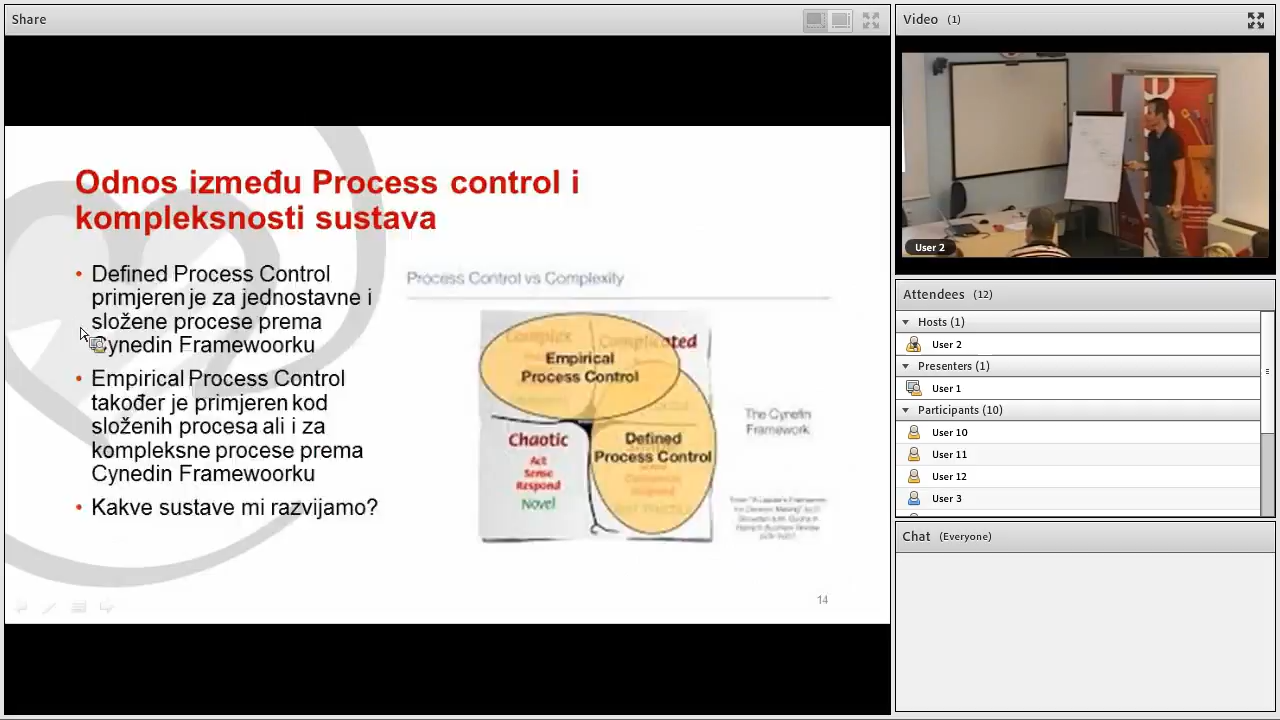 Share
Odnos između Process control i
kompleksnosti sustava
• Defined Process Control
primjeren je za jednostavne i
složene procese prema
Cynedin Framewoorku
• Empirical Process Control
također je primjeren kod
složenih procesa ali i za
kompleksne procese prema
Cynedin Framewoorku
• Kakve sustave mi razvijamo?
Process Control vs Complexity
Complex
Complicated
Empirical
Process Control
Chaotic
Act
Sense
Respond
Novel
Defined
Process Control
The Cynefin
Framework
14
Video (1)
User 2
Attendees (12)
Hosts (1)
User 2
Presenters (1)
User 1
Participants (10)
User 10
User 11
User 12
User 3
Chat (Everyone)